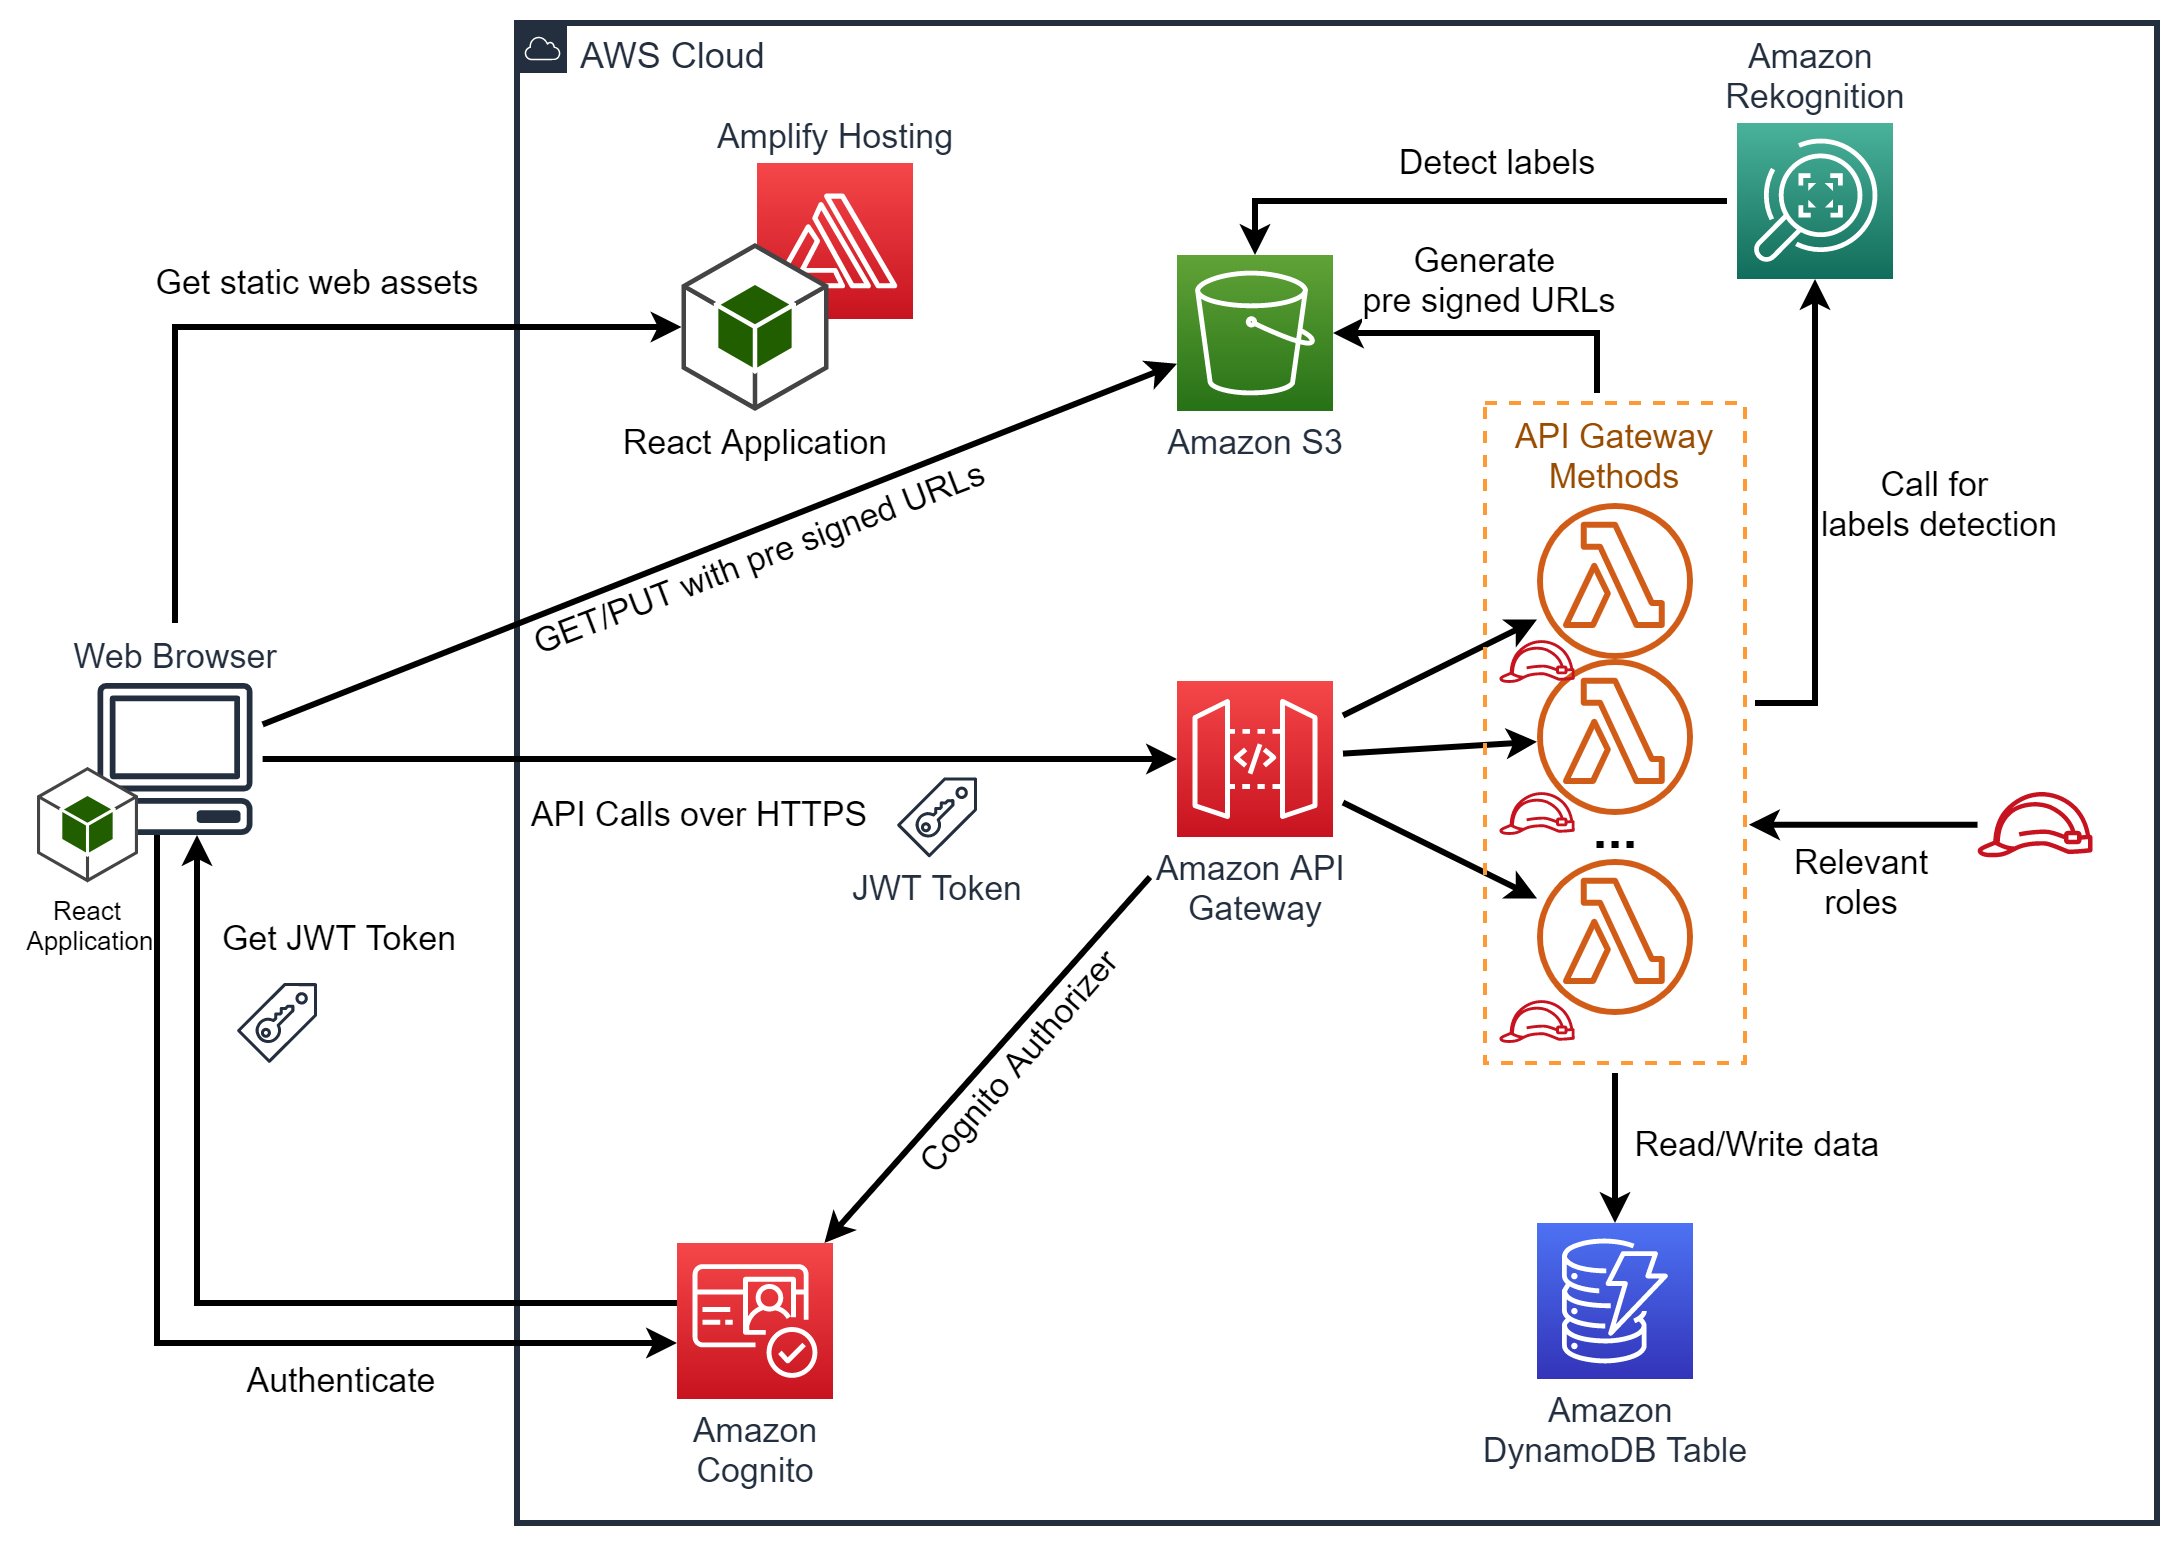 AWS Cloud
Amazon
Rekognition
Amplify Hosting
Detect labels
Get static web assets
Generate
pre signed URLs
React Application
Amazon S3
API Gateway
Methods
GET/PUT with pre signed URLs
Call for
labels detection
Web Browser
API Calls over HTTPS
JWT Token
Amazon API
Gateway
...
Relevant
roles
React
Application
Get JWT Token
Cognito Authorizer
Read/Write data
Authenticate
Amazon
Cognito
Amazon
DynamoDB Table